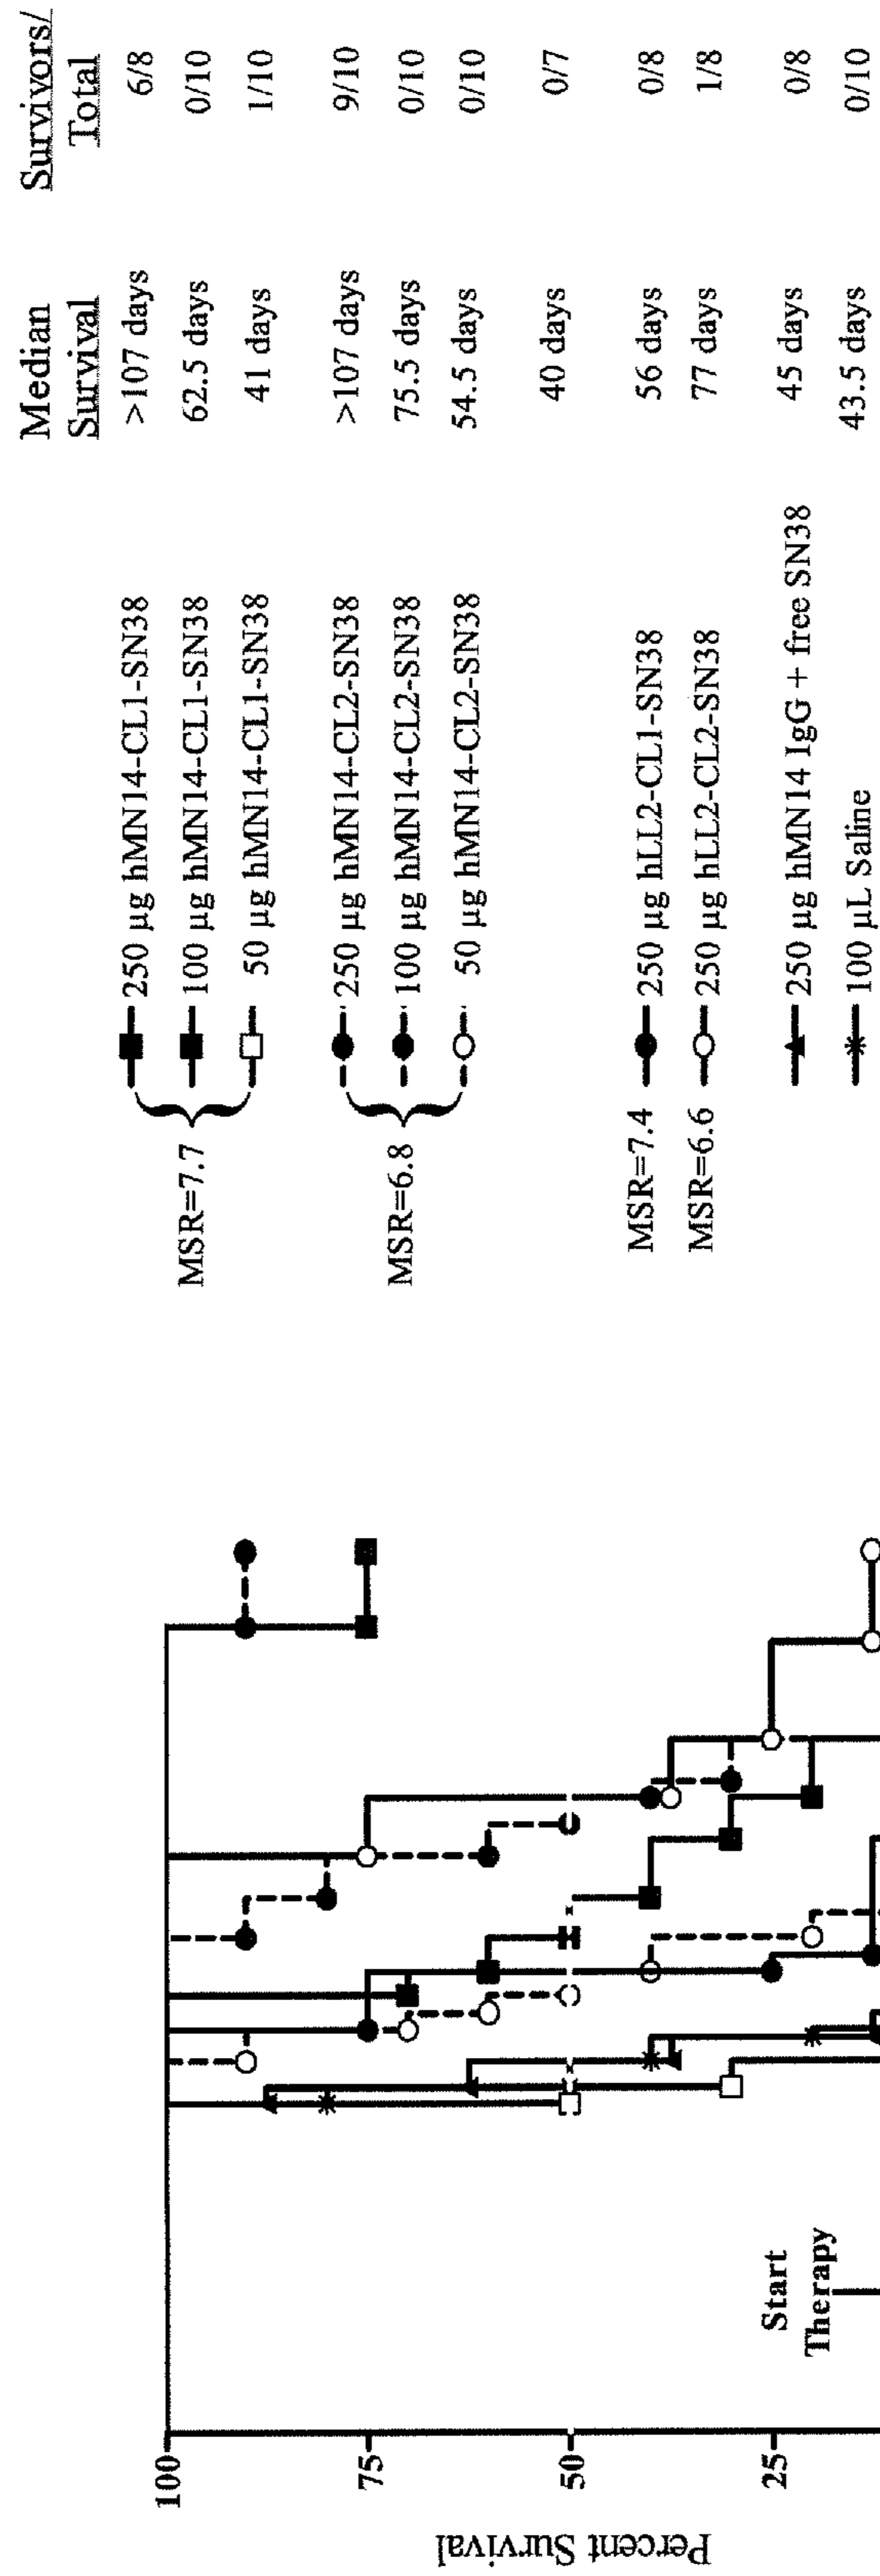 Median Survivors/
Survival Total
MSR=7.7
250 µg hMN14-CL1-SN38 >107 days 6/8
100 µg hMN14-CL1-SN38 62.5 days 0/10
50 µg hMN14-CL1-SN38 41 days 1/10
MSR=6.8
250 µg hMN14-CL2-SN38 >107 days 9/10
100 µg hMN14-CL2-SN38 75.5 days 0/10
50 µg hMN14-CL2-SN38 54.5 days 0/10
40 days 0/7
MSR=7.4 250 µg hLL2-CL1-SN38 56 days 0/8
MSR=6.6 250 µg hLL2-CL2-SN38 77 days 1/8
250 µg hMN14 IgG + free SN38 45 days 0/8
100 µL Saline 43.5 days 0/10
Percent Survival
100
75
50
25
Start
Therapy